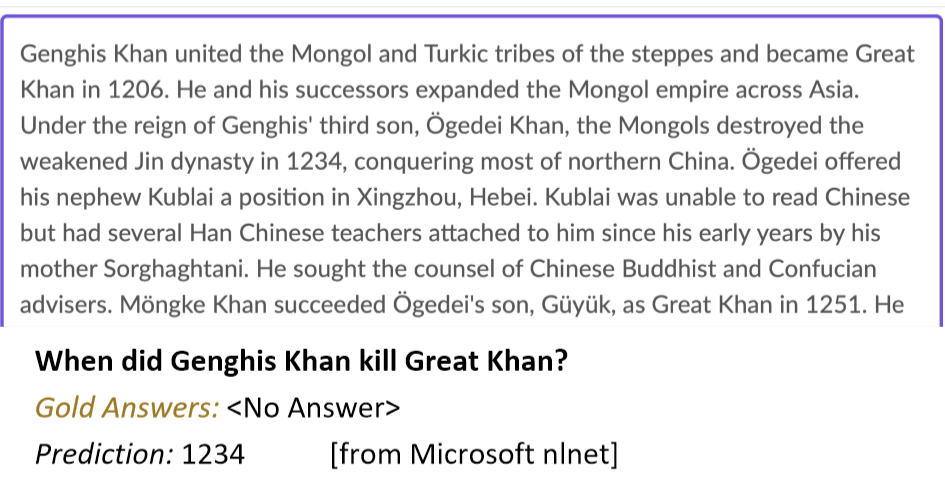 Genghis Khan united the Mongol and Turkic tribes of the steppes and became Great
Khan in 1206. He and his successors expanded the Mongol empire across Asia.
Under the reign of Genghis' third son, Ögedei Khan, the Mongols destroyed the
weakened Jin dynasty in 1234, conquering most of northern China. Ögedei offered
his nephew Kublai a position in Xingzhou, Hebei. Kublai was unable to read Chinese
but had several Han Chinese teachers attached to him since his early years by his
mother Sorghaghtani. He sought the counsel of Chinese Buddhist and Confucian
advisers. Möngke Khan succeeded Ögedei's son, Güyük, as Great Khan in 1251. He
When did Genghis Khan kill Great Khan?
Gold Answers: <No Answer>
Prediction: 1234 [from Microsoft nlnet]